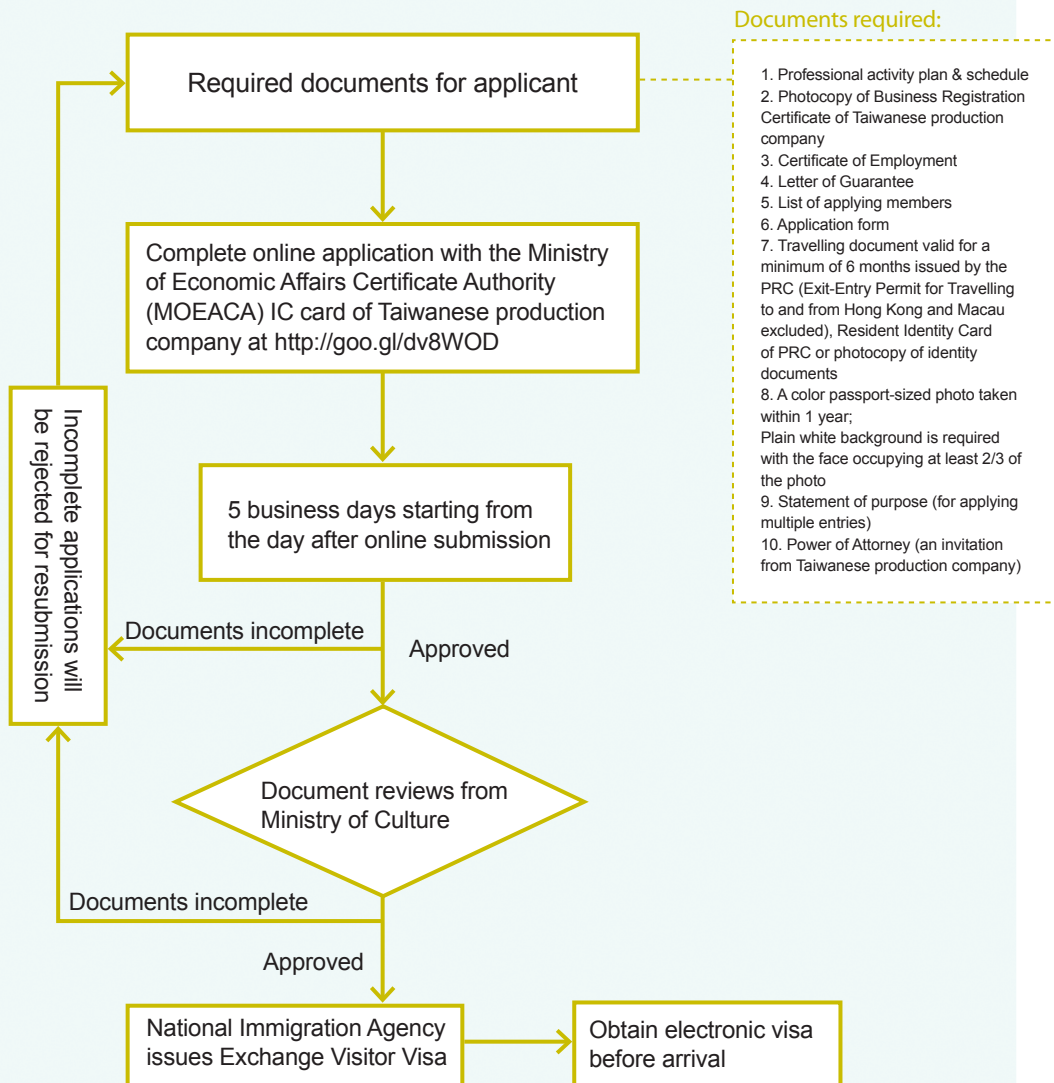 Documents required:
Required documents for applicant
1. Professional activity plan & schedule
2. Photocopy of Business Registration
Certificate of Taiwanese production
company
3. Certificate of Employment
4. Letter of Guarantee
5. List of applying members
6. Application form
7. Travelling document valid for a
minimum of 6 months issued by the
PRC (Exit-Entry Permit for Travelling
to and from Hong Kong and Macau
excluded), Resident Identity Card
of PRC or photocopy of identity
documents
8. A color passport-sized photo taken
within 1 year;
Plain white background is required
with the face occupying at least 2/3 of
the photo
9. Statement of purpose (for applying
multiple entries)
10. Power of Attorney (an invitation
from Taiwanese production company)
Complete online application with the Ministry
of Economic Affairs Certificate Authority
(MOEACA) IC card of Taiwanese production
company at http://goo.gl/dv8WOD
5 business days starting from
the day after online submission
Incomplete applications will
be rejected for resubmission
Documents incomplete
Approved
Document reviews from
Ministry of Culture
Documents incomplete
Approved
National Immigration Agency
issues Exchange Visitor Visa
Obtain electronic visa
before arrival